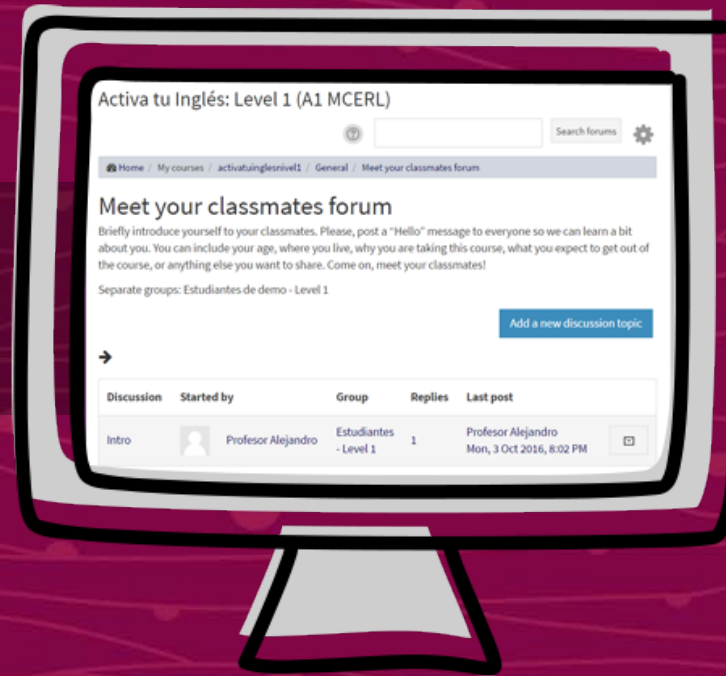 Activa tu Inglés: Level 1 (A1 MCERL)
Search forums
Home / My courses / activatuinglesnivel1 / General / Meet your classmates forum
Meet your classmates forum
Briefly introduce yourself to your classmates. Please, post a "Hello" message to everyone so we can learn a bit
about you. You can include your age, where you live, why you are taking this course, what you expect to get out of
the course, or anything else you want to share. Come on, meet your classmates!
Separate groups: Estudiantes de demo - Level 1
Add a new discussion topic
Discussion Started by Group Replies Last post
Intro Profesor Alejandro Estudiantes - Level 1 1 Profesor Alejandro
Mon, 3 Oct 2016, 8:02 PM